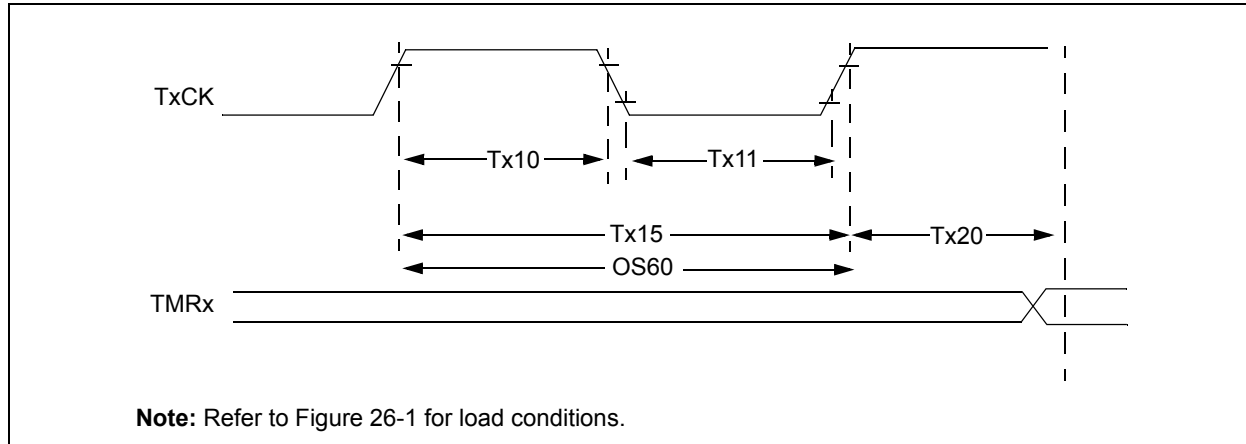 TxCK
Tx10
Tx11
Tx15
Tx20
OS60
TMRx
Note: Refer to Figure 26-1 for load conditions.